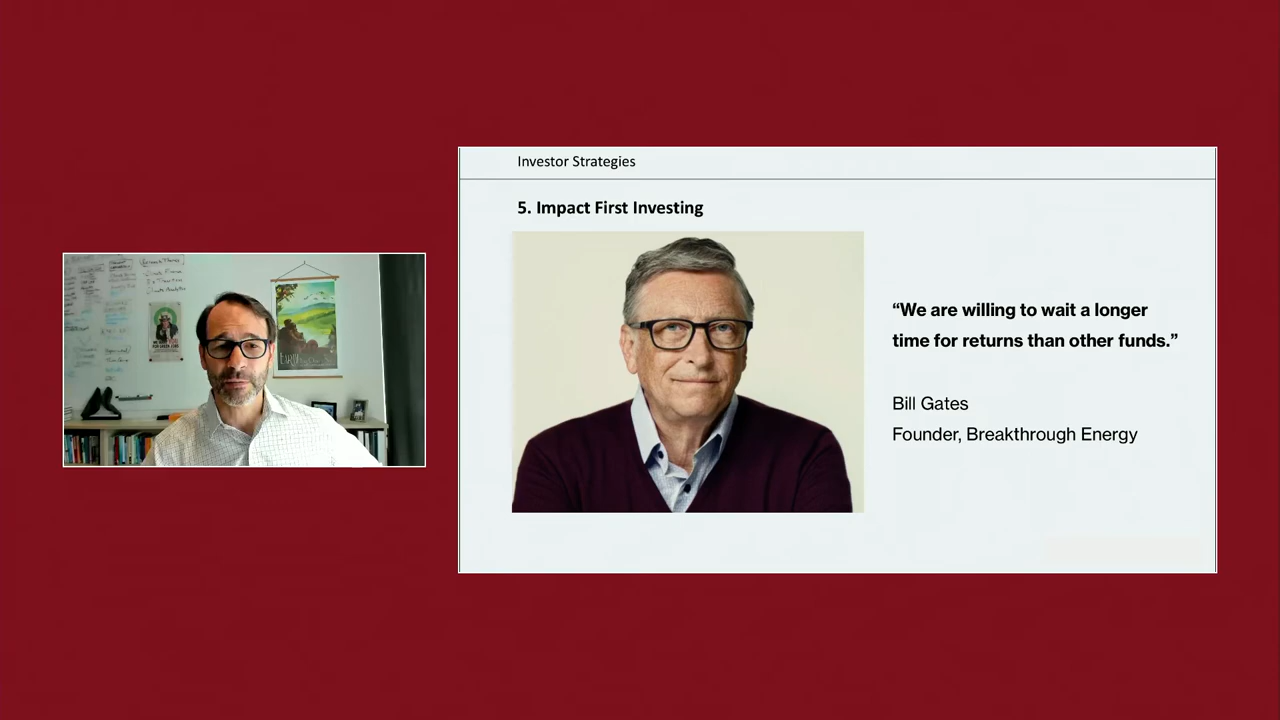 Investor Strategies
5. Impact First Investing
“We are willing to wait a longer
time for returns than other funds.”
Bill Gates
Founder, Breakthrough Energy